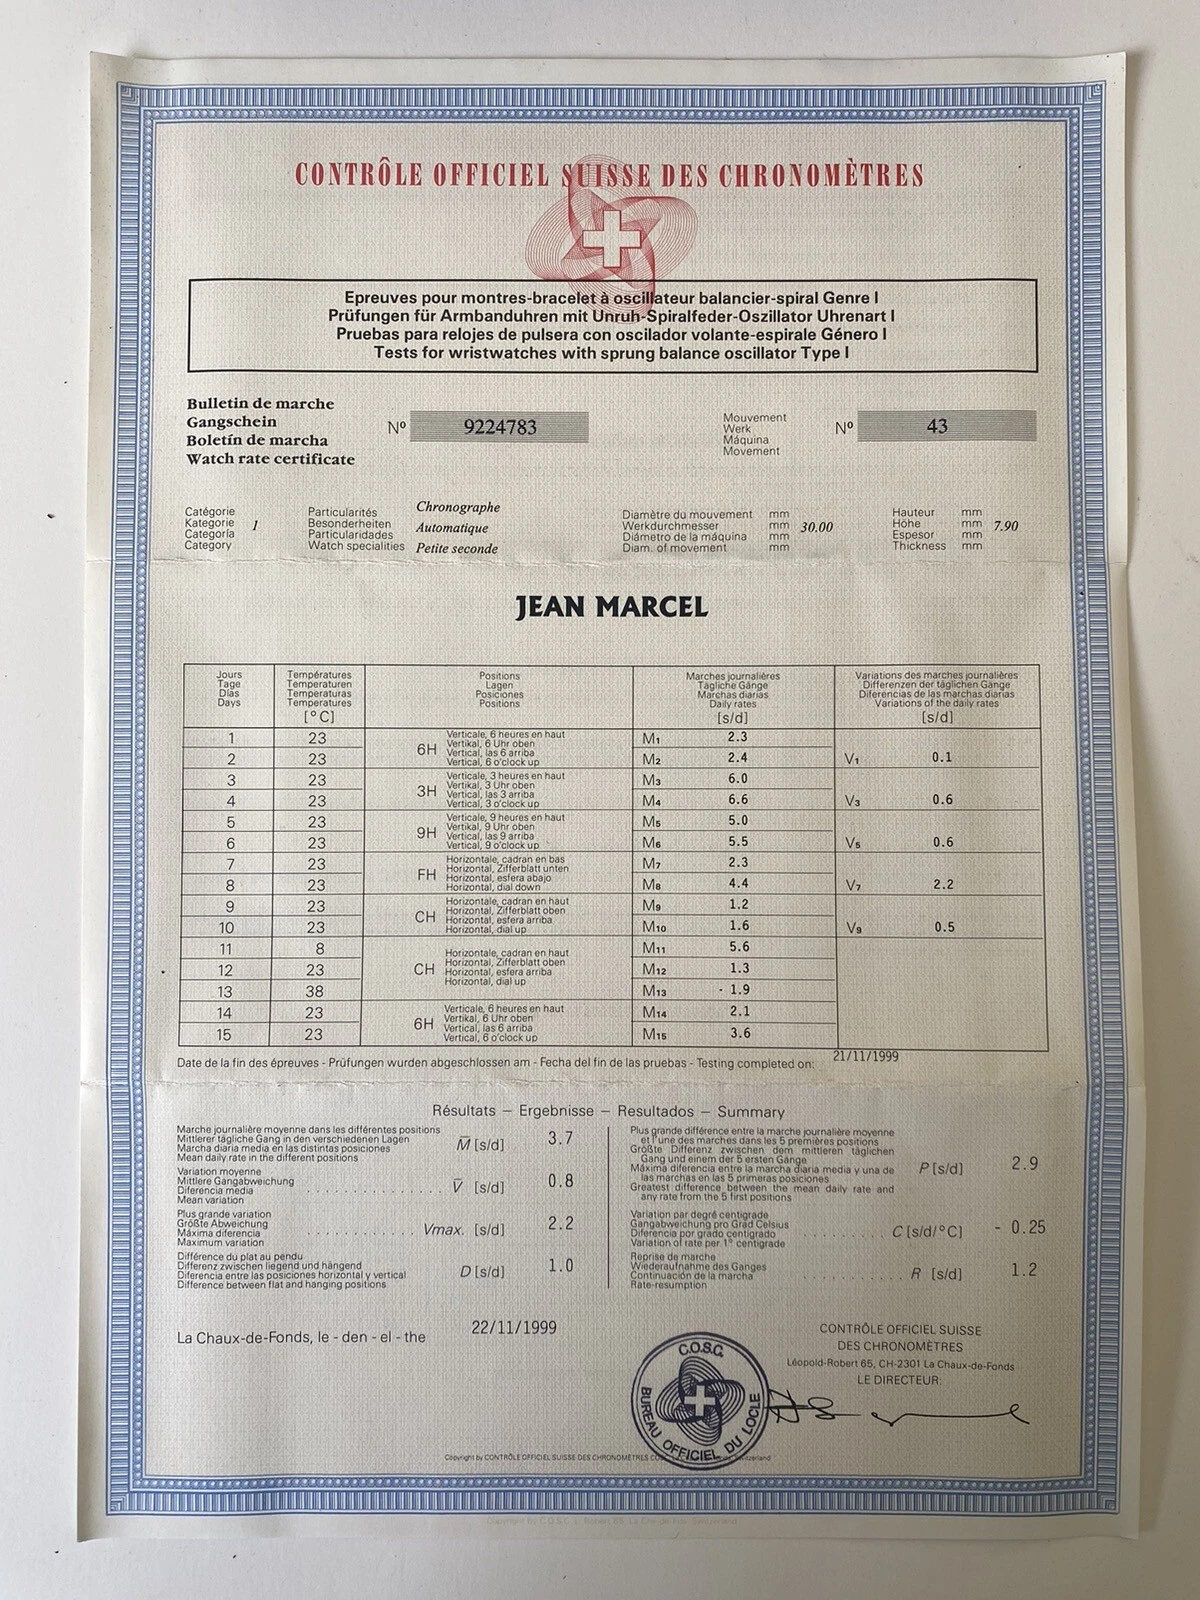 CONTRÔLE OFFICIEL SUISSE DES CHRONOMÈTRES
Epreuves pour montres-bracelet à oscillateur balancier-spiral Genre I
Prüfungen für Armbanduhren mit Unruh-Spiralfeder-Oszillator Uhrenart I
Pruebas para relojes de pulsera con oscilador volante-espirale Género I
Tests for wristwatches with sprung balance oscillator Type I
Bulletin de marche
Gangschein
Boletín de marcha
Watch rate certificate
Nº 9224783
Mouvement
Werk
Máquina
Movement
Nº 43
Catégorie
Kategorie
Categoría
Category
1
Particularités
Besonderheiten
Particularidades
Watch specialities
Chronographe
Automatique
Petite seconde
Diamètre du mouvement mm
Werkdurchmesser mm
Diámetro de la máquina mm
Diam. of movement mm
30.00
Hauteur mm
Höhe mm
Espesor mm
Thickness mm
7.90
JEAN MARCEL
Jours
Tage
Días
Days
Températures
Temperaturen
Temperaturas
Temperatures
[°C]
Positions
Lagen
Posiciones
Positions
Marches journalières
Tägliche Gänge
Marchas diarias
Daily rates
[s/d]
Variations des marches journalières
Differenzen der täglichen Gänge
Diferencias de las marchas diarias
Variations of the daily rates
[s/d]
1 23
2 23
6H
Verticale, 6 heures en haut
Vertikal, 6 Uhr oben
Vertical, las 6 arriba
Vertical, 6 o'clock up
M1 2.3
M2 2.4
V1 0.1
3 23
4 23
3H
Verticale, 3 heures en haut
Vertikal, 3 Uhr oben
Vertical, las 3 arriba
Vertical, 3 o'clock up
M3 6.0
M4 6.6
V3 0.6
5 23
6 23
9H
Verticale, 9 heures en haut
Vertikal, 9 Uhr oben
Vertical, las 9 arriba
Vertical, 9 o'clock up
M5 5.0
M6 5.5
V5 0.6
7 23
8 23
FH
Horizontale, cadran en bas
Horizontal, Zifferblatt unten
Horizontal, esfera abajo
Horizontal, dial down
M7 2.3
M8 4.4
V7 2.2
9 23
10 23
CH
Horizontale, cadran en haut
Horizontal, Zifferblatt oben
Horizontal, esfera arriba
Horizontal, dial up
M9 1.2
M10 1.6
V9 0.5
11 8
12 23
13 38
CH
Horizontale, cadran en haut
Horizontal, Zifferblatt oben
Horizontal, esfera arriba
Horizontal, dial up
M11 5.6
M12 1.3
M13 - 1.9
14 23
15 23
6H
Verticale, 6 heures en haut
Vertikal, 6 Uhr oben
Vertical, las 6 arriba
Vertical, 6 o'clock up
M14 2.1
M15 3.6
Date de la fin des épreuves - Prüfungen wurden abgeschlossen am - Fecha del fin de las pruebas - Testing completed on: 21/11/1999
Résultats – Ergebnisse – Resultados – Summary
Marche journalière moyenne dans les différentes positions
Mittlerer tägliche Gang in den verschiedenen Lagen
Marcha diaria media en las distintas posiciones
Mean daily rate in the different positions
M̅ [s/d] 3.7
Variation moyenne
Mittlere Gangabweichung
Diferencia media
Mean variation
V̅ [s/d] 0.8
Plus grande variation
Größte Abweichung
Máxima diferencia
Maximum variation
Vmax. [s/d] 2.2
Différence du plat au pendu
Differenz zwischen liegend und hängend
Diferencia entre las posiciones horizontal y vertical
Difference between flat and hanging positions
D [s/d] 1.0
Plus grande différence entre la marche journalière moyenne
et l'une des marches dans les 5 premières positions
Größte Differenz zwischen dem mittleren täglichen
Gang und einem der 5 ersten Gänge
Máxima diferencia entre la marcha diaria media y una de
las marchas en las 5 primeras posiciones
Greatest difference between the mean daily rate and
any rate from the 5 first positions
P [s/d] 2.9
Variation par degré centigrade
Gangabweichung pro Grad Celsius
Diferencia por grado centigrado
Variation of rate per 1° centigrade
C [s/d/°C] - 0.25
Reprise de marche
Wiederaufnahme des Ganges
Continuación de la marcha
Rate-resumption
R [s/d] 1.2
La Chaux-de-Fonds, le - den - el - the 22/11/1999
CONTRÔLE OFFICIEL SUISSE
DES CHRONOMÈTRES
Léopold-Robert 65, CH-2301 La Chaux-de-Fonds
LE DIRECTEUR:
C.O.S.C.
BUREAU OFFICIEL DU LOCLE
Copyright by CONTRÔLE OFFICIEL SUISSE DES CHRONOMÈTRES